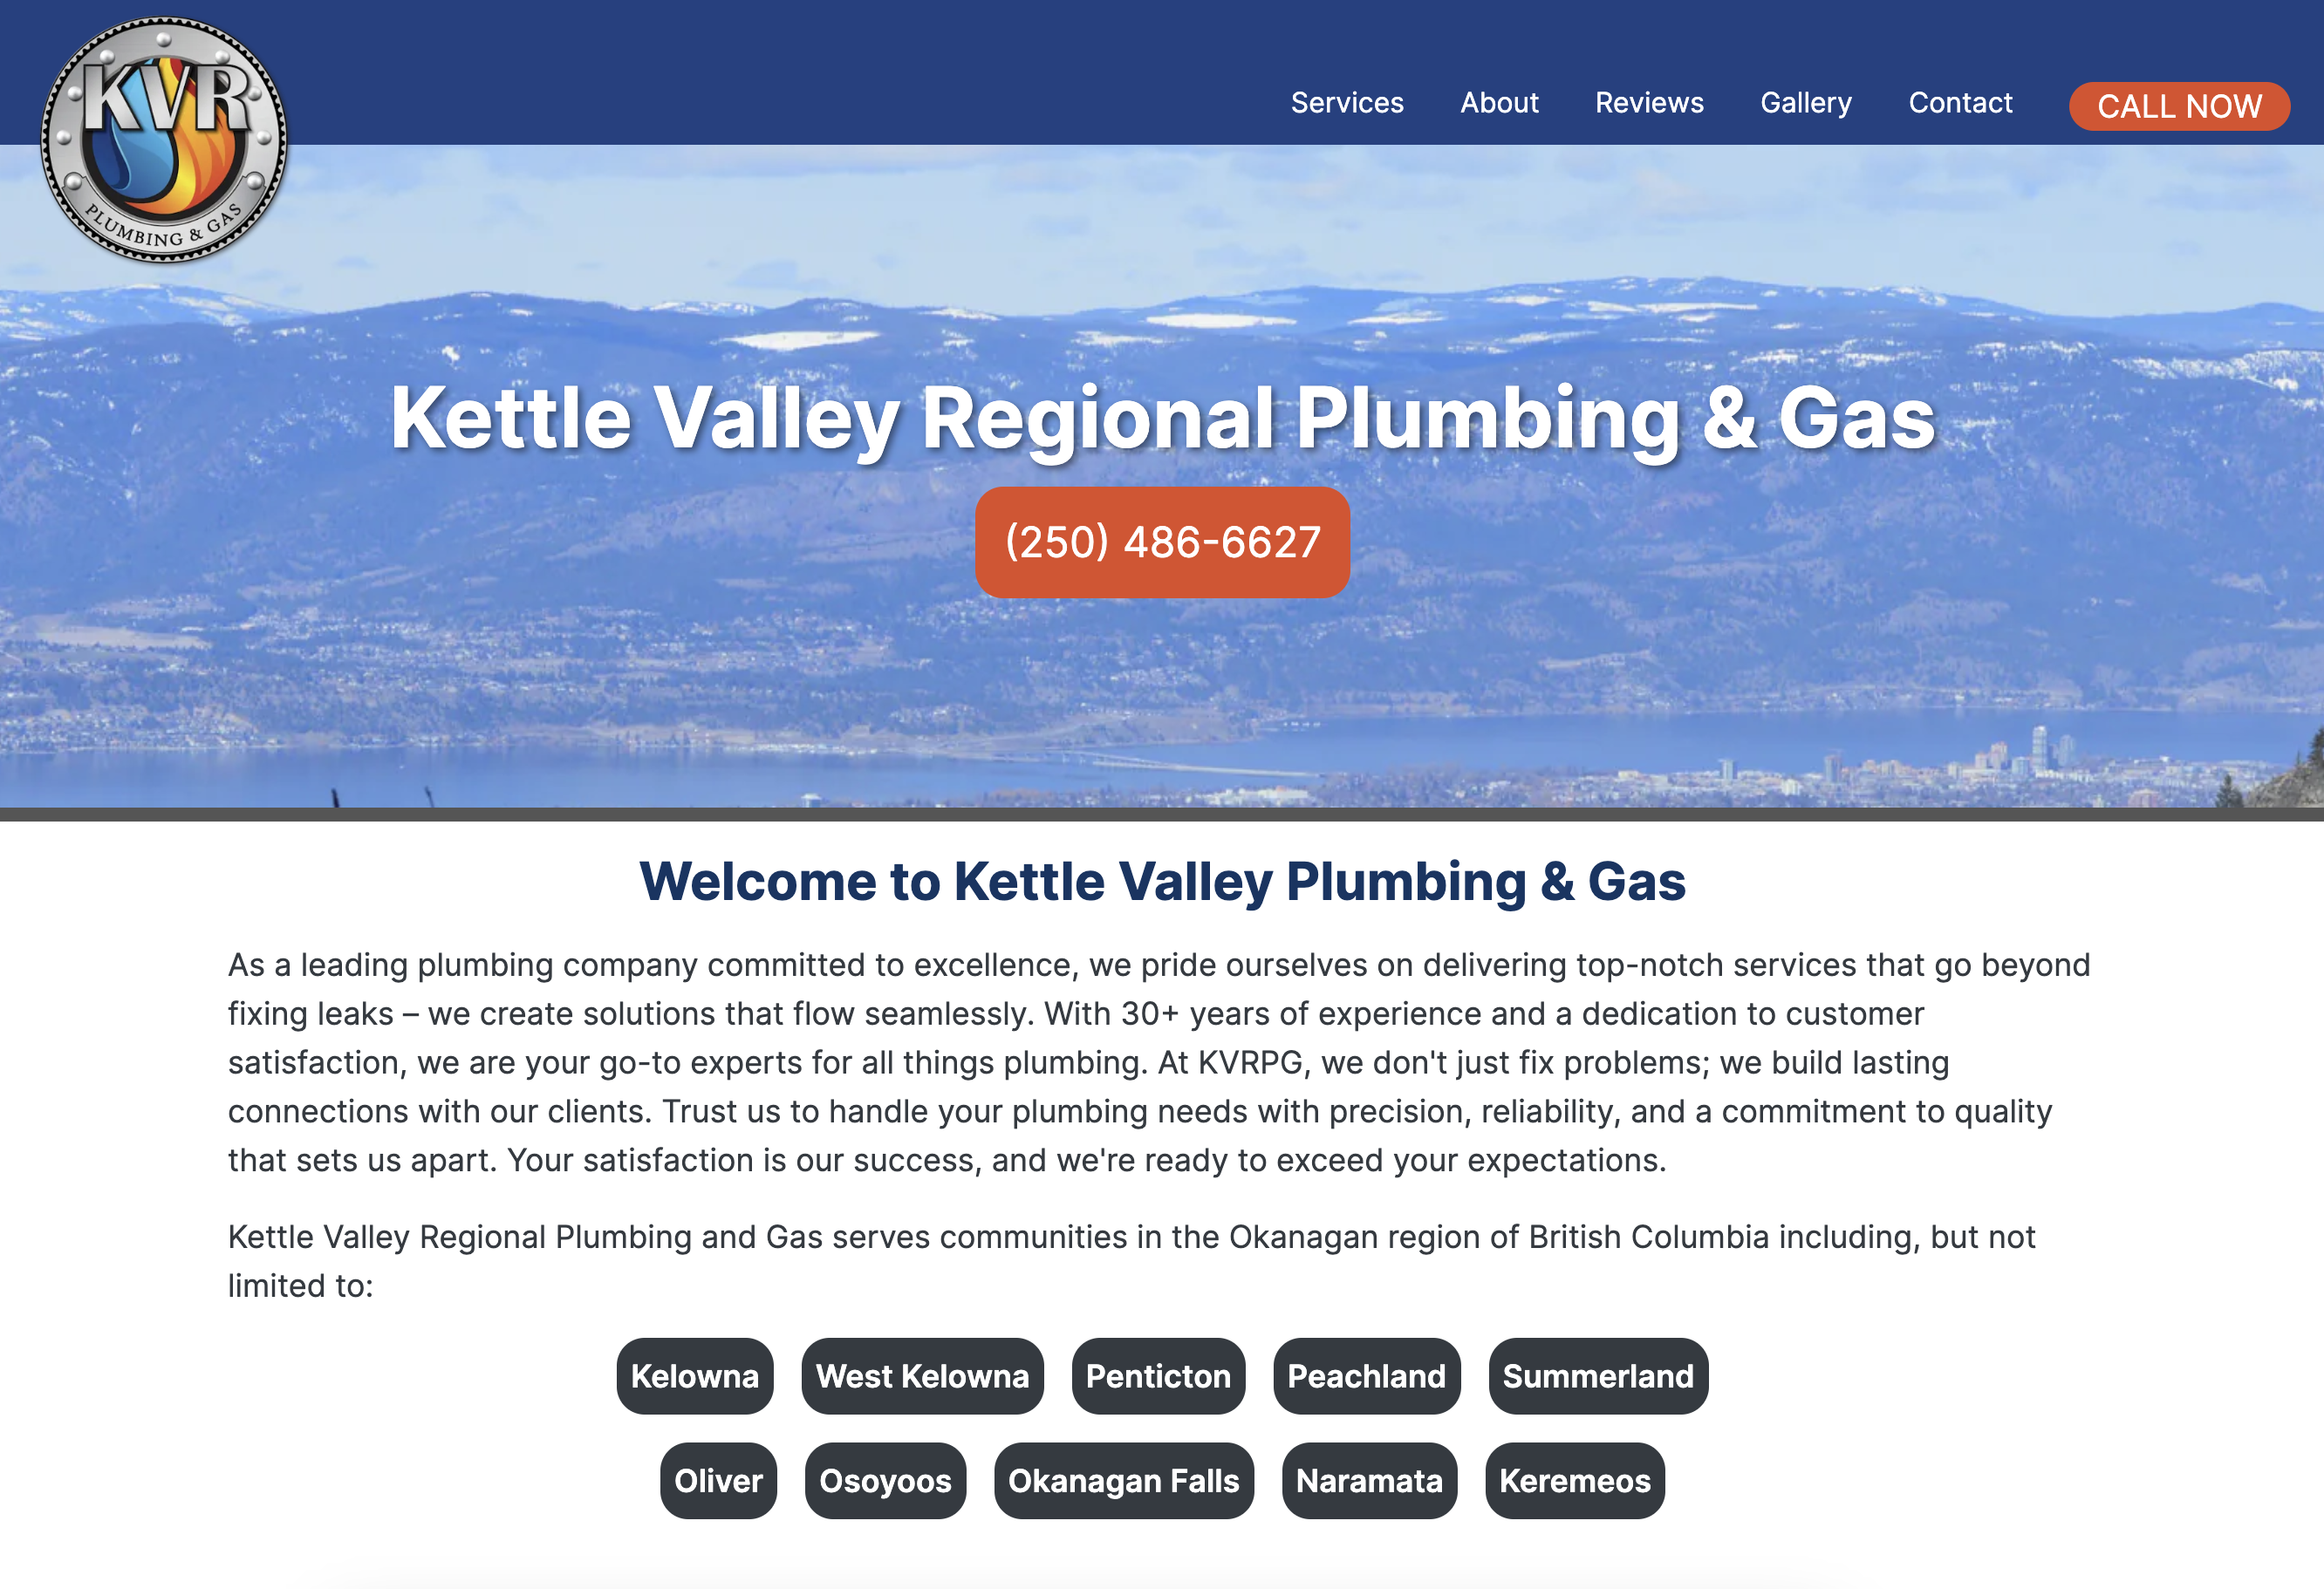 KVR
PLUMBING & GAS
Services
About
Reviews
Gallery
Contact
CALL NOW
Kettle Valley Regional Plumbing & Gas
(250) 486-6627
Welcome to Kettle Valley Plumbing & Gas
As a leading plumbing company committed to excellence, we pride ourselves on delivering top-notch services that go beyond
fixing leaks – we create solutions that flow seamlessly. With 30+ years of experience and a dedication to customer
satisfaction, we are your go-to experts for all things plumbing. At KVRPG, we don't just fix problems; we build lasting
connections with our clients. Trust us to handle your plumbing needs with precision, reliability, and a commitment to quality
that sets us apart. Your satisfaction is our success, and we're ready to exceed your expectations.
Kettle Valley Regional Plumbing and Gas serves communities in the Okanagan region of British Columbia including, but not
limited to:
Kelowna
West Kelowna
Penticton
Peachland
Summerland
Oliver
Osoyoos
Okanagan Falls
Naramata
Keremeos